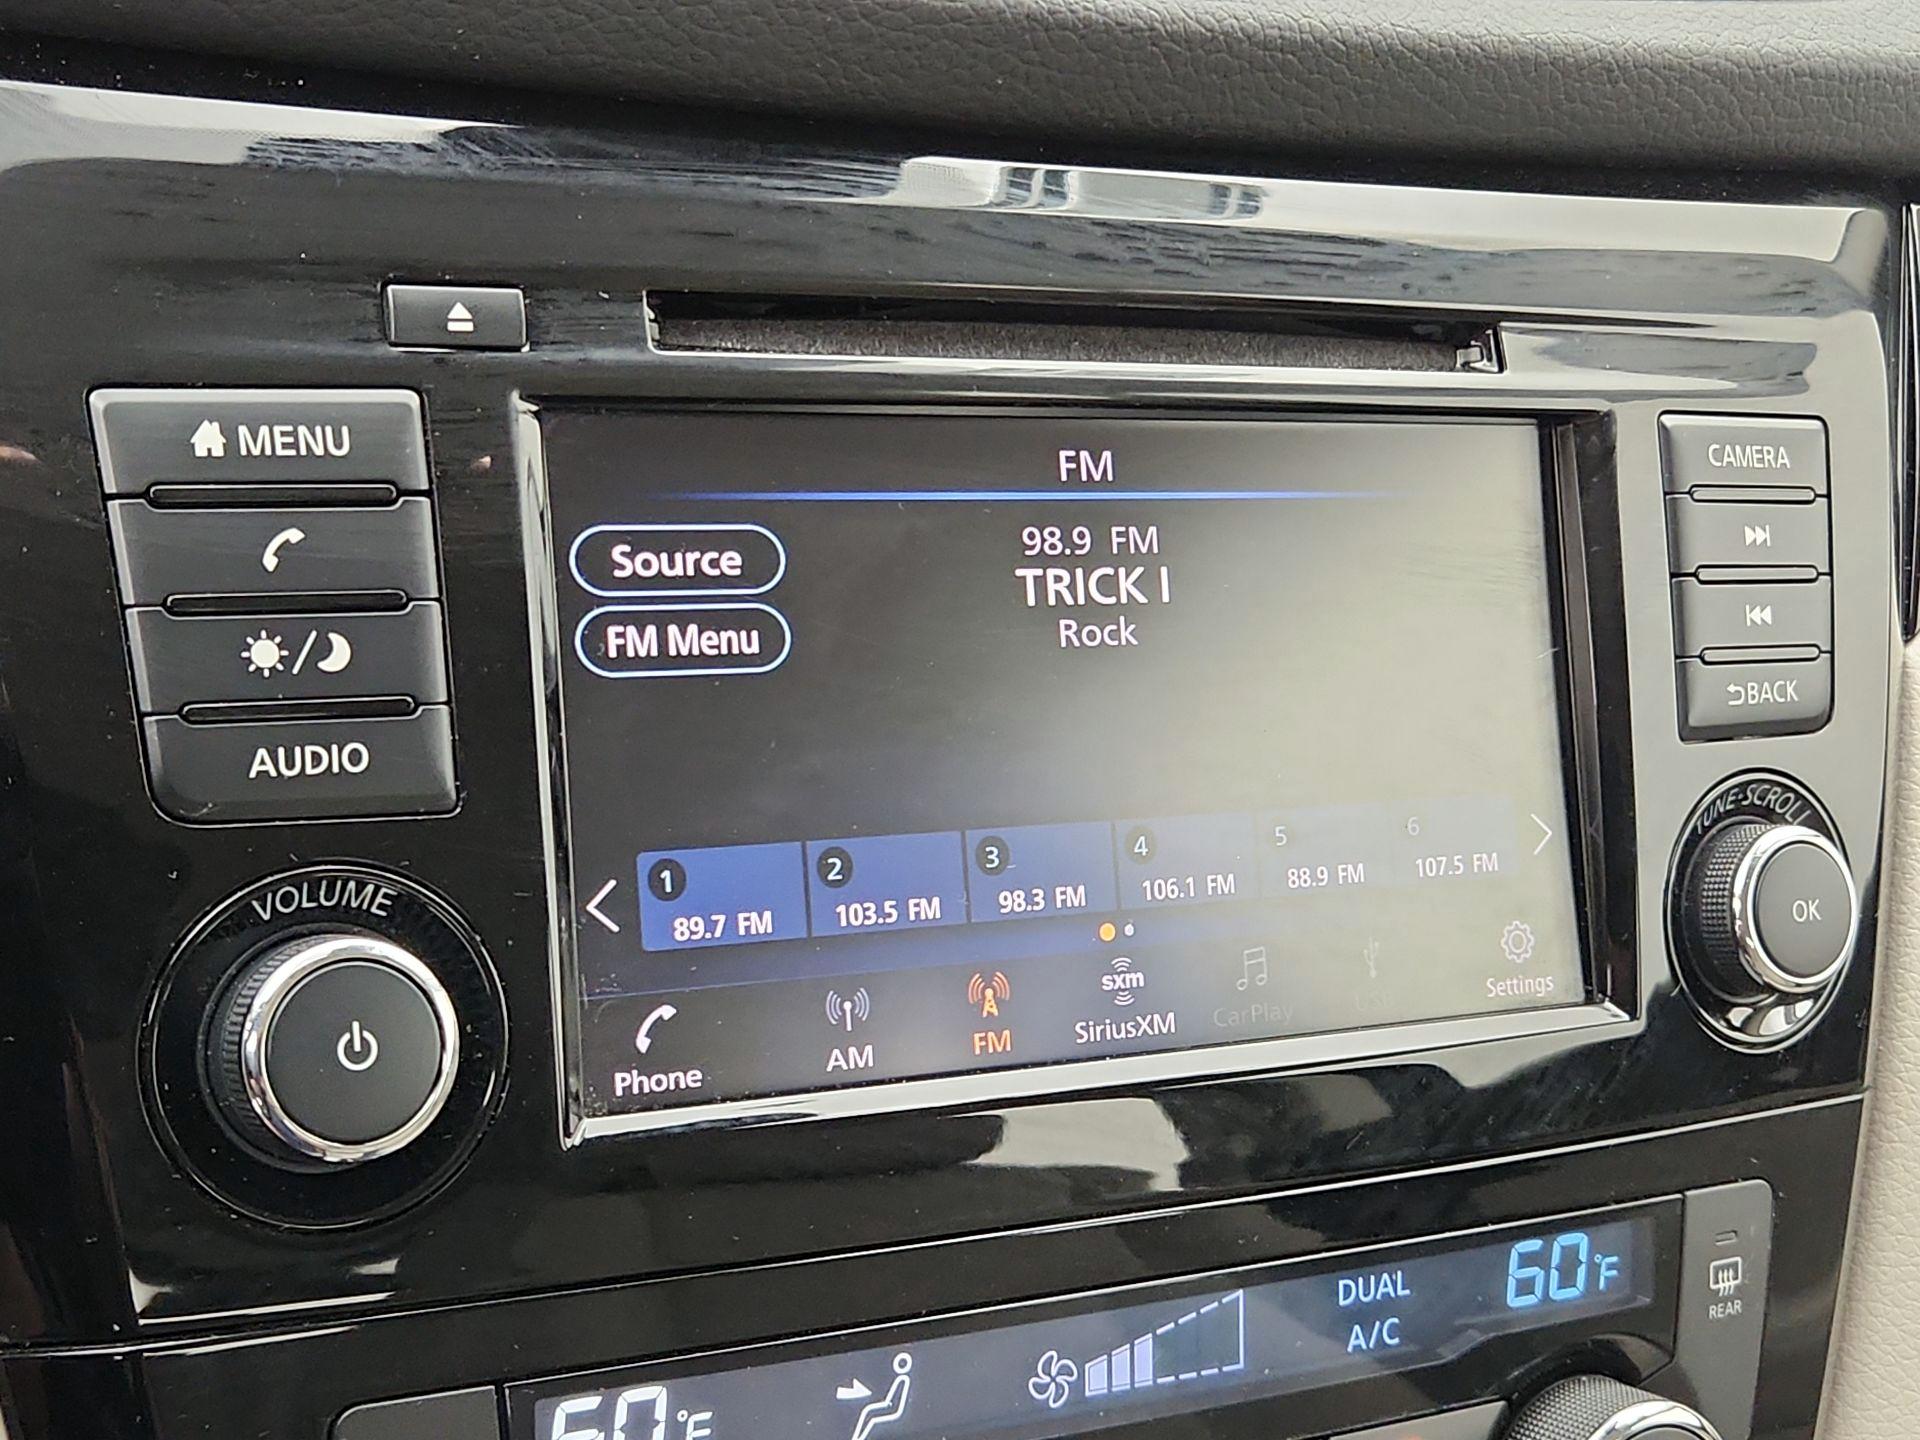 MENU
AUDIO
VOLUME
FM
Source
FM Menu
98.9 FM
TRICK I
Rock
1
89.7 FM
2
103.5 FM
3
98.3 FM
4
106.1 FM
5
88.9 FM
6
107.5 FM
Phone
AM
FM
sxm
SiriusXM
CarPlay
Settings
CAMERA
BACK
TUNE•SCROLL
OK
60°F
DUAL
A/C
60°F
REAR